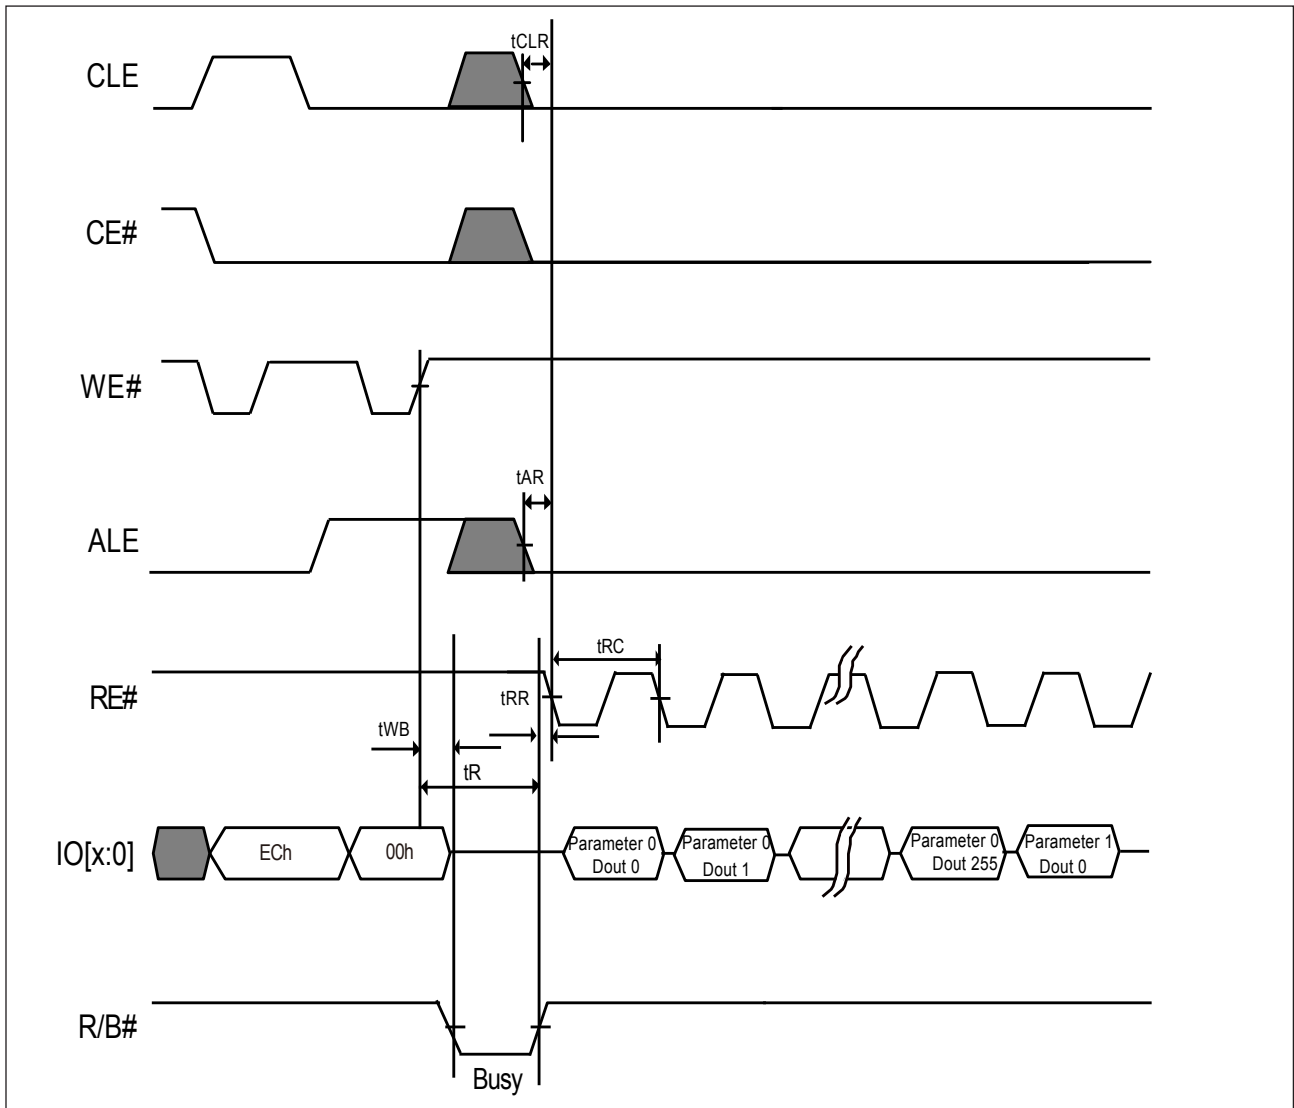 tCLR
CLE
CE#
WE#
tAR
ALE
tRC
RE#
tRR
tWB
tR
IO[x:0]
ECh
00h
Parameter 0
Dout 0
Parameter 0
Dout 1
Parameter 0
Dout 255
Parameter 1
Dout 0
R/B#
Busy